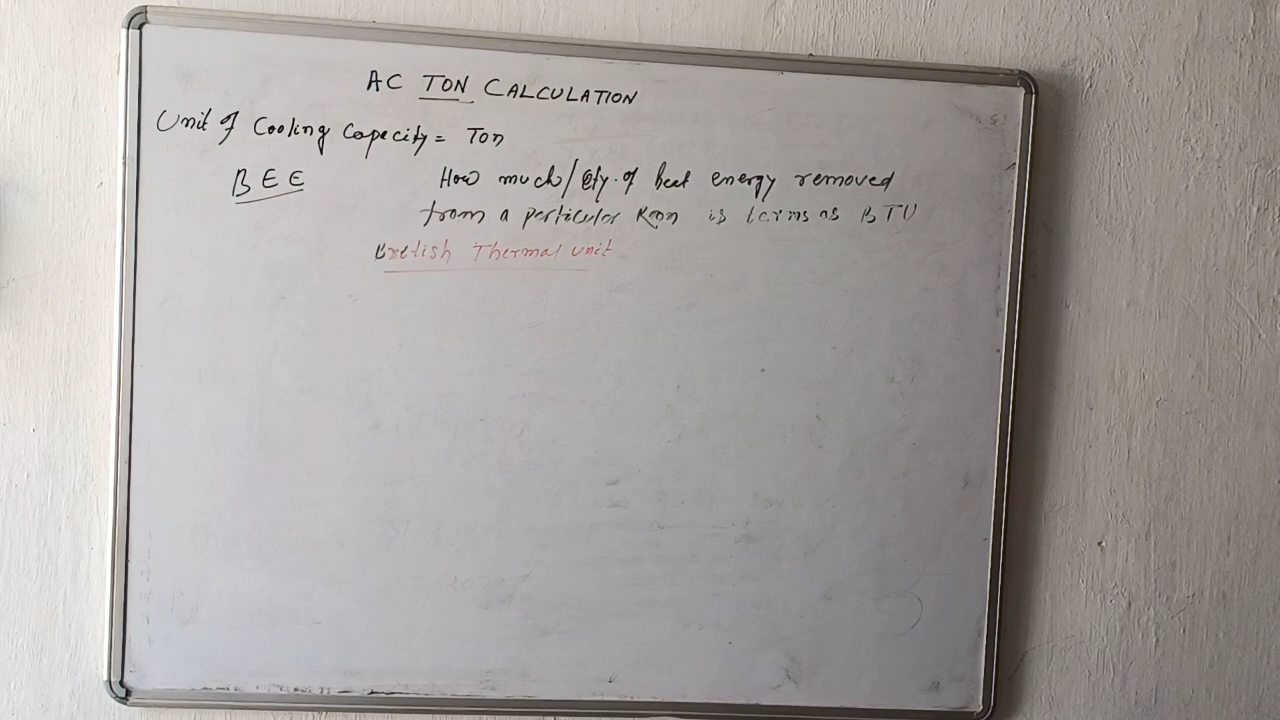 AC TON CALCULATION
Unit of Cooling Capecity = Ton
BEE
How much/Qty. of heat energy removed
from a perticular Room is terms as BTU
Bretish Thermal unit